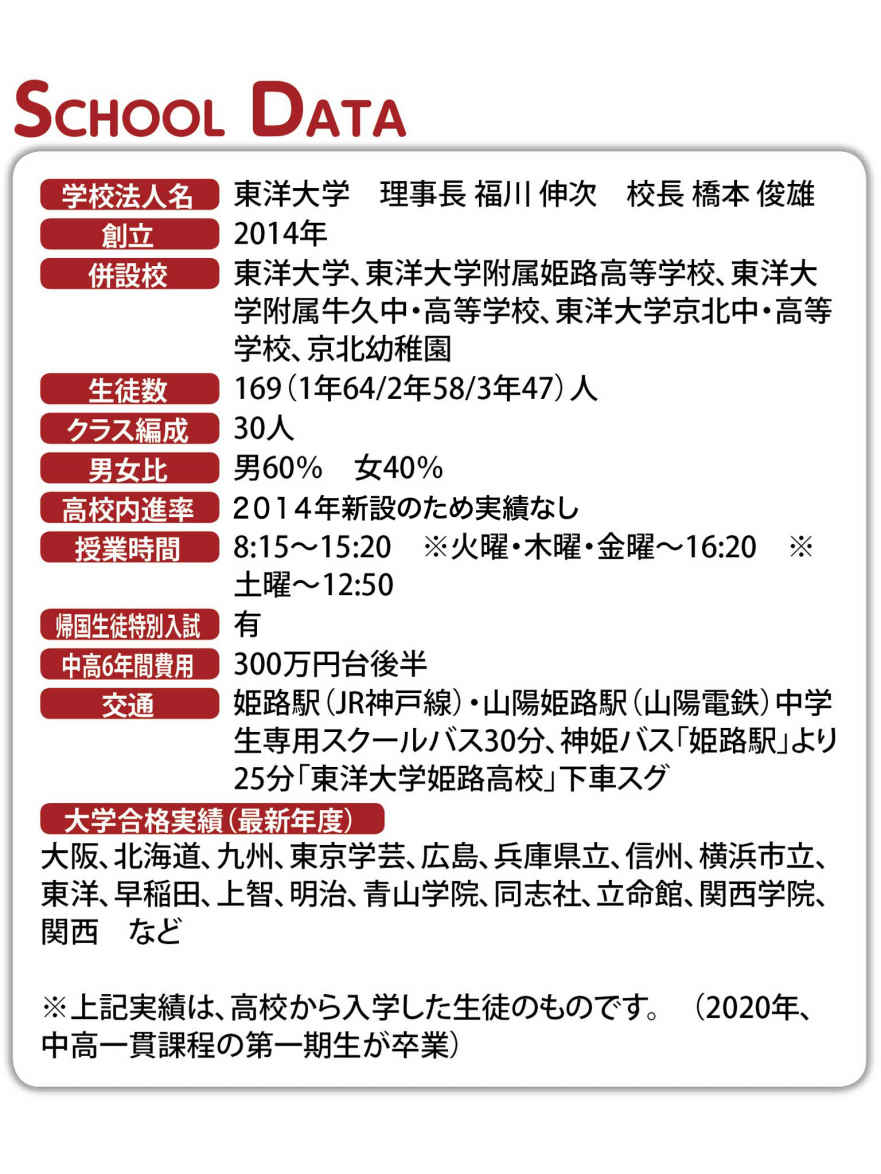 SCHOOL DATA
学校法人名 東洋大学　理事長 福川 伸次　校長 橋本 俊雄
創立 2014年
併設校 東洋大学、東洋大学附属姫路高等学校、東洋大
学附属牛久中・高等学校、東洋大学京北中・高等
学校、京北幼稚園
生徒数 169（1年64/2年58/3年47）人
クラス編成 30人
男女比 男60%　女40%
高校内進率 ２０１４年新設のため実績なし
授業時間 8:15～15:20　※火曜・木曜・金曜～16:20　※
土曜～12:50
帰国生徒特別入試 有
中高6年間費用 300万円台後半
交通 姫路駅（JR神戸線）・山陽姫路駅（山陽電鉄）中学
生専用スクールバス30分、神姫バス「姫路駅」より
25分「東洋大学姫路高校」下車スグ
大学合格実績（最新年度）
大阪、北海道、九州、東京学芸、広島、兵庫県立、信州、横浜市立、
東洋、早稲田、上智、明治、青山学院、同志社、立命館、関西学院、
関西　など
※上記実績は、高校から入学した生徒のものです。　（2020年、
中高一貫課程の第一期生が卒業）